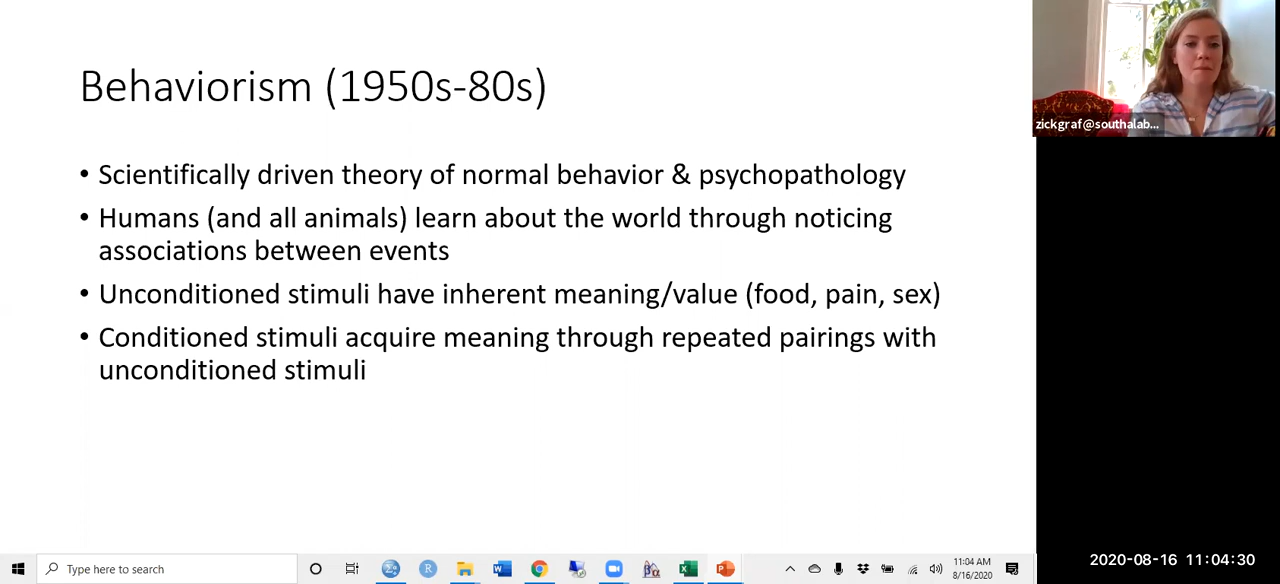 Behaviorism (1950s-80s)
• Scientifically driven theory of normal behavior & psychopathology
• Humans (and all animals) learn about the world through noticing
associations between events
• Unconditioned stimuli have inherent meaning/value (food, pain, sex)
• Conditioned stimuli acquire meaning through repeated pairings with
unconditioned stimuli
zickgraf@southalab...
Type here to search
R
W
βα
X
P
11:04 AM
8/16/2020
2020-08-16 11:04:30